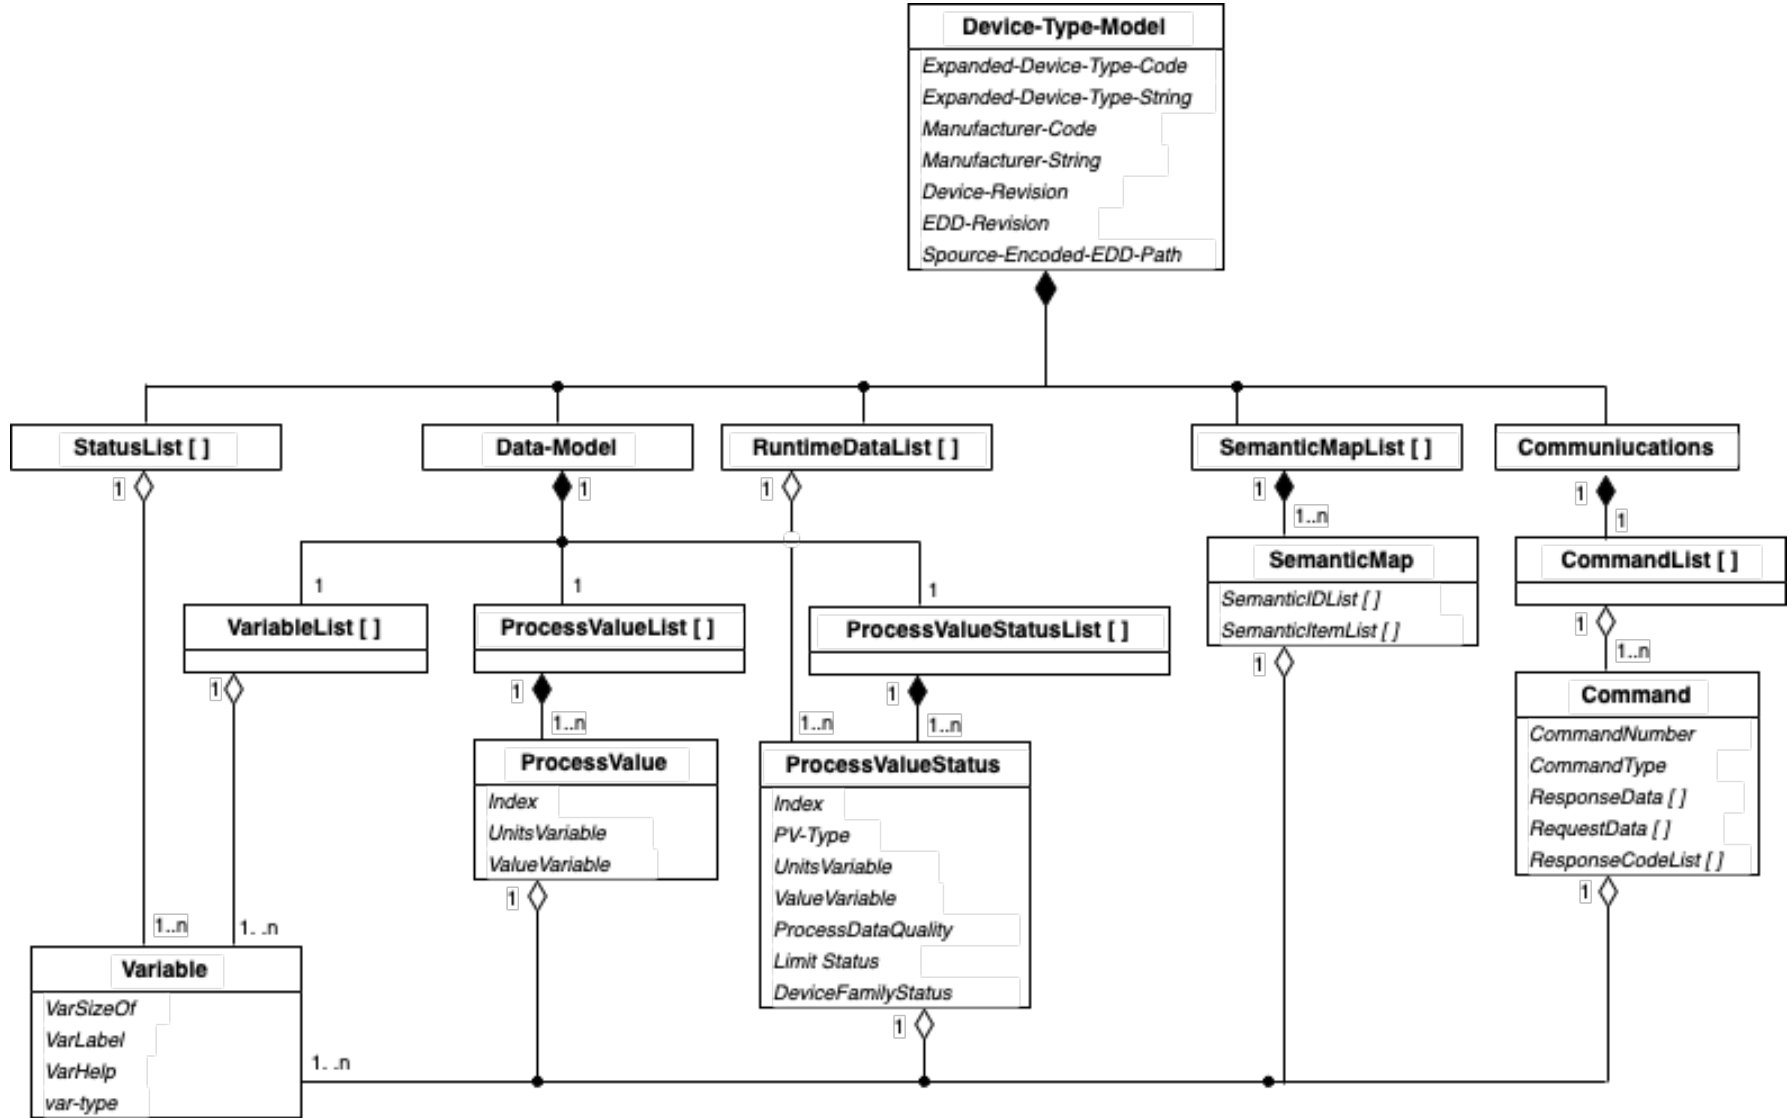 Device-Type-Model
Expanded-Device-Type-Code
Expanded-Device-Type-String
Manufacturer-Code
Manufacturer-String
Device-Revision
EDD-Revision
Spource-Encoded-EDD-Path
StatusList [ ]
Data-Model
RuntimeDataList [ ]
SemanticMapList [ ]
Communiucations
1
1
1
1
1
1..n
1
SemanticMap
SemanticIDList [ ]
SemanticItemList [ ]
CommandList [ ]
1
1
1
VariableList [ ]
ProcessValueList [ ]
ProcessValueStatusList [ ]
1
1..n
1
1
1
1
1..n
1..n
1..n
Command
CommandNumber
CommandType
ResponseData [ ]
RequestData [ ]
ResponseCodeList [ ]
ProcessValue
Index
UnitsVariable
ValueVariable
ProcessValueStatus
Index
PV-Type
UnitsVariable
ValueVariable
ProcessDataQuality
Limit Status
DeviceFamilyStatus
1
1
1..n
1. ..n
Variable
VarSizeOf
VarLabel
VarHelp
var-type
1
1. ..n